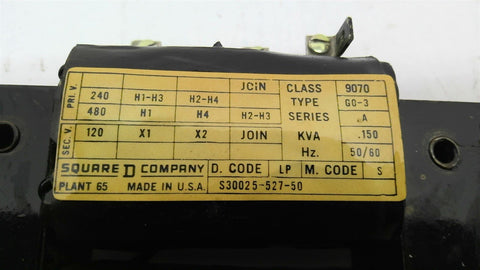 JOIN CLASS 9070
PRI. V. 240 H1-H3 H2-H4 TYPE GO-3
480 H1 H4 H2-H3 SERIES A
SEC. V. 120 X1 X2 JOIN KVA .150
Hz. 50/60
SQUARE D COMPANY D. CODE LP M. CODE S
PLANT 65 MADE IN U.S.A. S30025-527-50